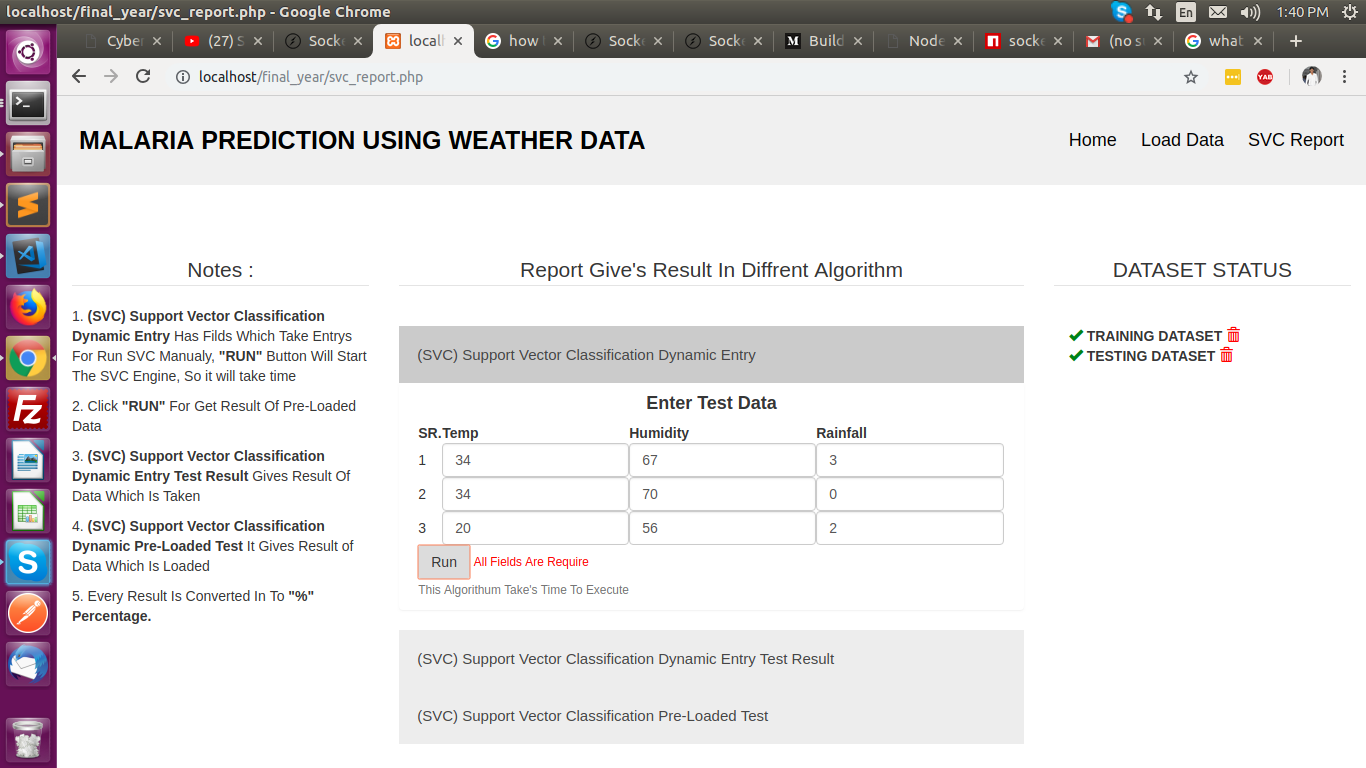 localhost/final_year/svc_report.php - Google Chrome
En
1:40 PM
Cyber
(27) S
Socke
localh
how t
Socke
Socke
Build
Node
socke
(no su
what
localhost/final_year/svc_report.php
YAB
MALARIA PREDICTION USING WEATHER DATA
Home
Load Data
SVC Report
Notes :
1. (SVC) Support Vector Classification
Dynamic Entry Has Filds Which Take Entrys
For Run SVC Manualy, "RUN" Button Will Start
The SVC Engine, So it will take time
2. Click "RUN" For Get Result Of Pre-Loaded
Data
3. (SVC) Support Vector Classification
Dynamic Entry Test Result Gives Result Of
Data Which Is Taken
4. (SVC) Support Vector Classification
Dynamic Pre-Loaded Test It Gives Result of
Data Which Is Loaded
5. Every Result Is Converted In To "%"
Percentage.
Report Give's Result In Diffrent Algorithm
(SVC) Support Vector Classification Dynamic Entry
Enter Test Data
SR. Temp Humidity Rainfall
1 34 67 3
2 34 70 0
3 20 56 2
Run All Fields Are Require
This Algorithum Take's Time To Execute
(SVC) Support Vector Classification Dynamic Entry Test Result
(SVC) Support Vector Classification Pre-Loaded Test
DATASET STATUS
TRAINING DATASET
TESTING DATASET